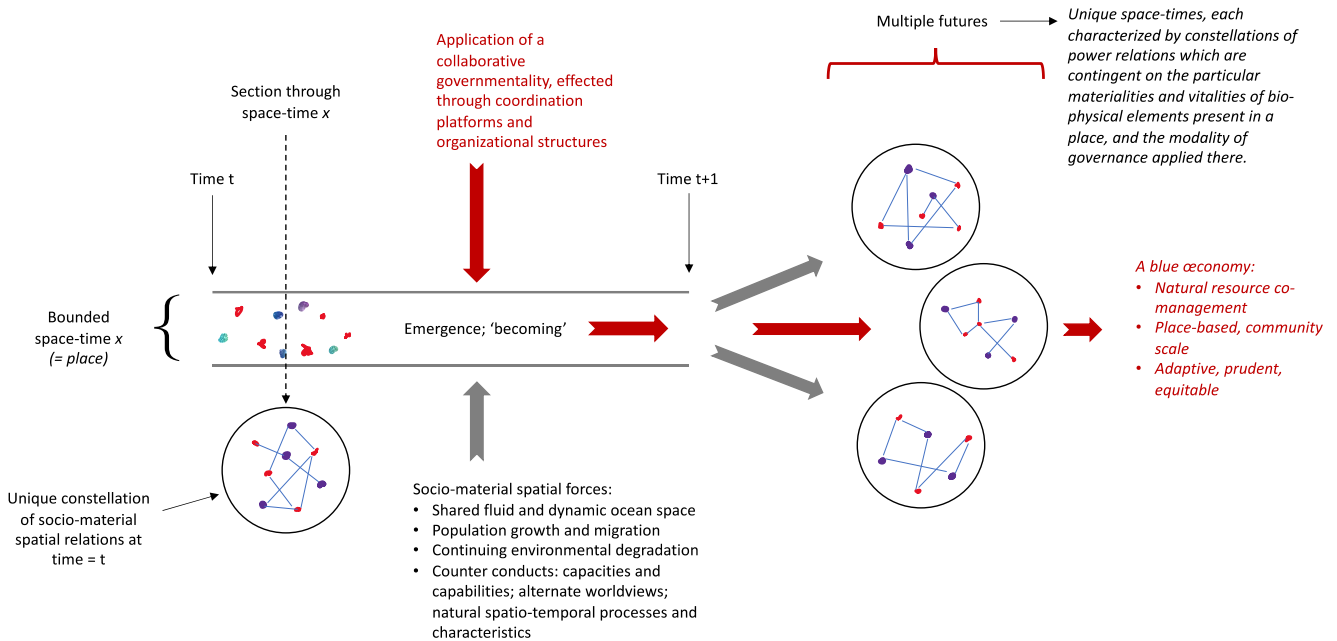 Multiple futures
Unique space-times, each
characterized by constellations of
power relations which are
contingent on the particular
materialities and vitalities of bio-
physical elements present in a
place, and the modality of
governance applied there.
Application of a
collaborative
governmentality, effected
through coordination
platforms and
organizational structures
Section through
space-time x
Time t
Time t+1
Bounded
space-time x
(= place)
{
Emergence; ‘becoming’
A blue œconomy:
• Natural resource co-
management
• Place-based, community
scale
• Adaptive, prudent,
equitable
Unique constellation
of socio-material
spatial relations at
time = t
Socio-material spatial forces:
• Shared fluid and dynamic ocean space
• Population growth and migration
• Continuing environmental degradation
• Counter conducts: capacities and
capabilities; alternate worldviews;
natural spatio-temporal processes and
characteristics